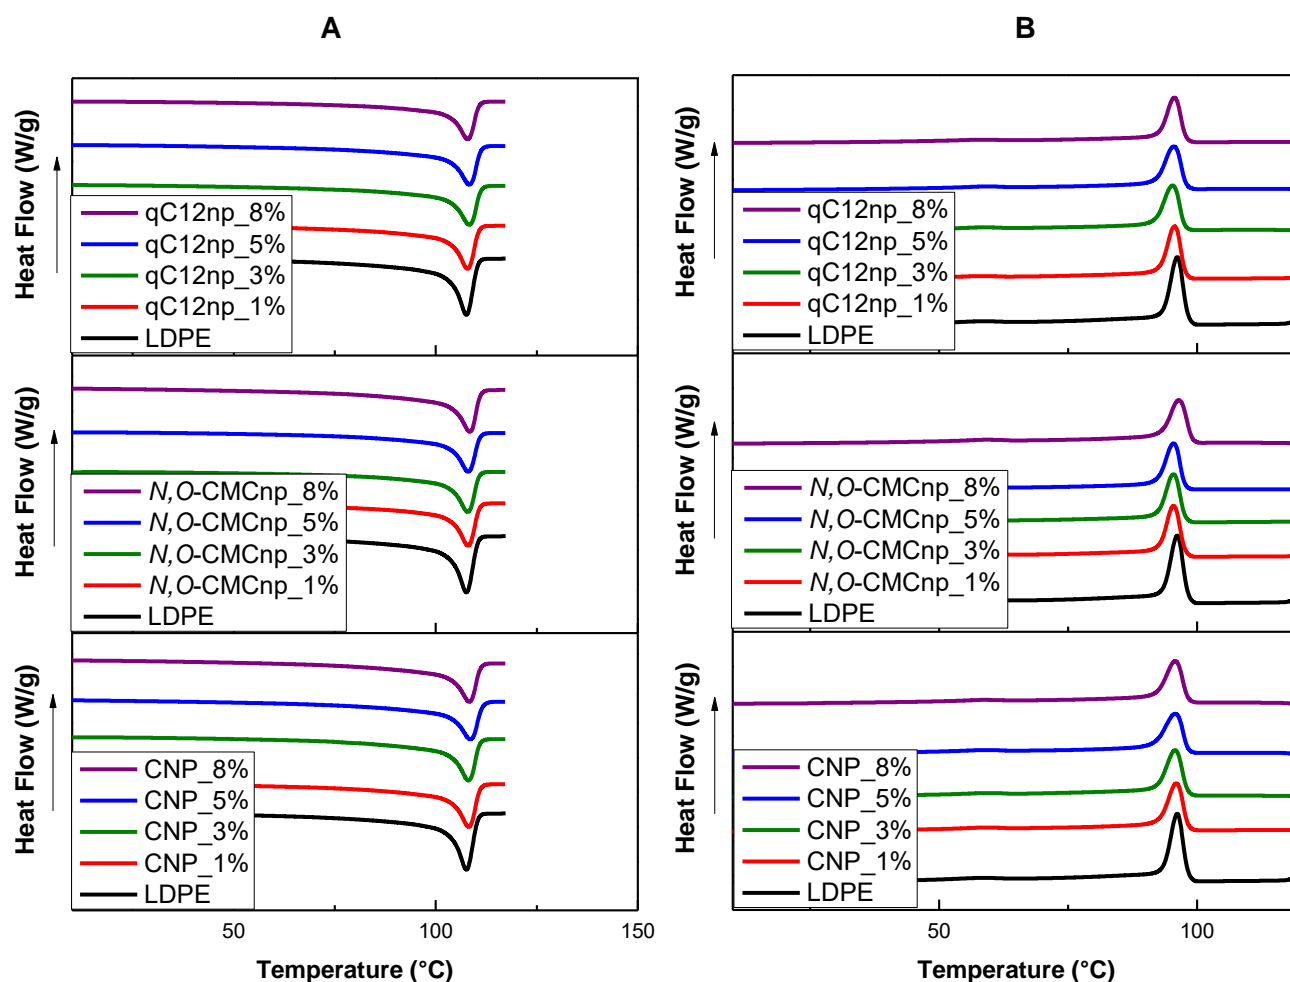 A
Heat Flow (W/g)
qC12np_8%
qC12np_5%
qC12np_3%
qC12np_1%
LDPE
Heat Flow (W/g)
N,O-CMCnp_8%
N,O-CMCnp_5%
N,O-CMCnp_3%
N,O-CMCnp_1%
LDPE
Heat Flow (W/g)
CNP_8%
CNP_5%
CNP_3%
CNP_1%
LDPE
50
100
150
Temperature (°C)
B
Heat Flow (W/g)
qC12np_8%
qC12np_5%
qC12np_3%
qC12np_1%
LDPE
Heat Flow (W/g)
N,O-CMCnp_8%
N,O-CMCnp_5%
N,O-CMCnp_3%
N,O-CMCnp_1%
LDPE
Heat Flow (W/g)
CNP_8%
CNP_5%
CNP_3%
CNP_1%
LDPE
50
100
Temperature (°C)